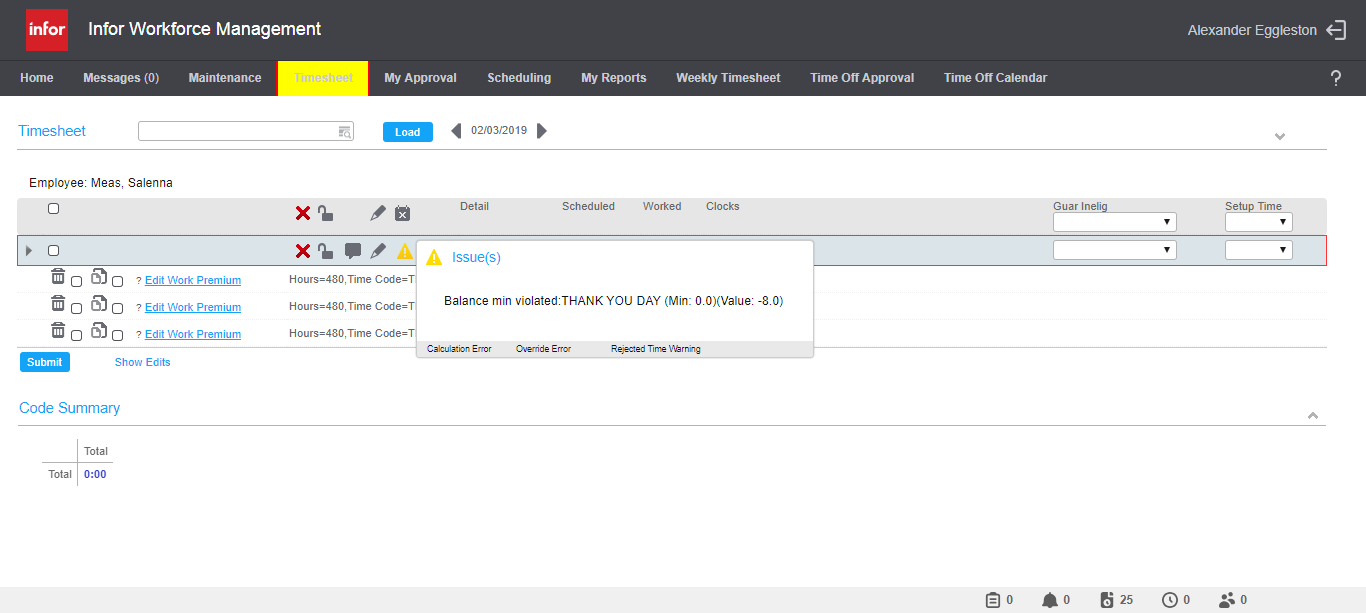 infor Infor Workforce Management Alexander Eggleston
Home Messages (0) Maintenance Timesheet My Approval Scheduling My Reports Weekly Timesheet Time Off Approval Time Off Calendar ?
Timesheet Load 02/03/2019
Employee: Meas, Salenna
Detail Scheduled Worked Clocks Guar Inelig Setup Time
Issue(s)
? Edit Work Premium Hours=480,Time Code=T
Balance min violated:THANK YOU DAY (Min: 0.0)(Value: -8.0)
? Edit Work Premium Hours=480,Time Code=T
? Edit Work Premium Hours=480,Time Code=T
Calculation Error Override Error Rejected Time Warning
Submit Show Edits
Code Summary
Total
Total 0:00
0 0 25 0 0